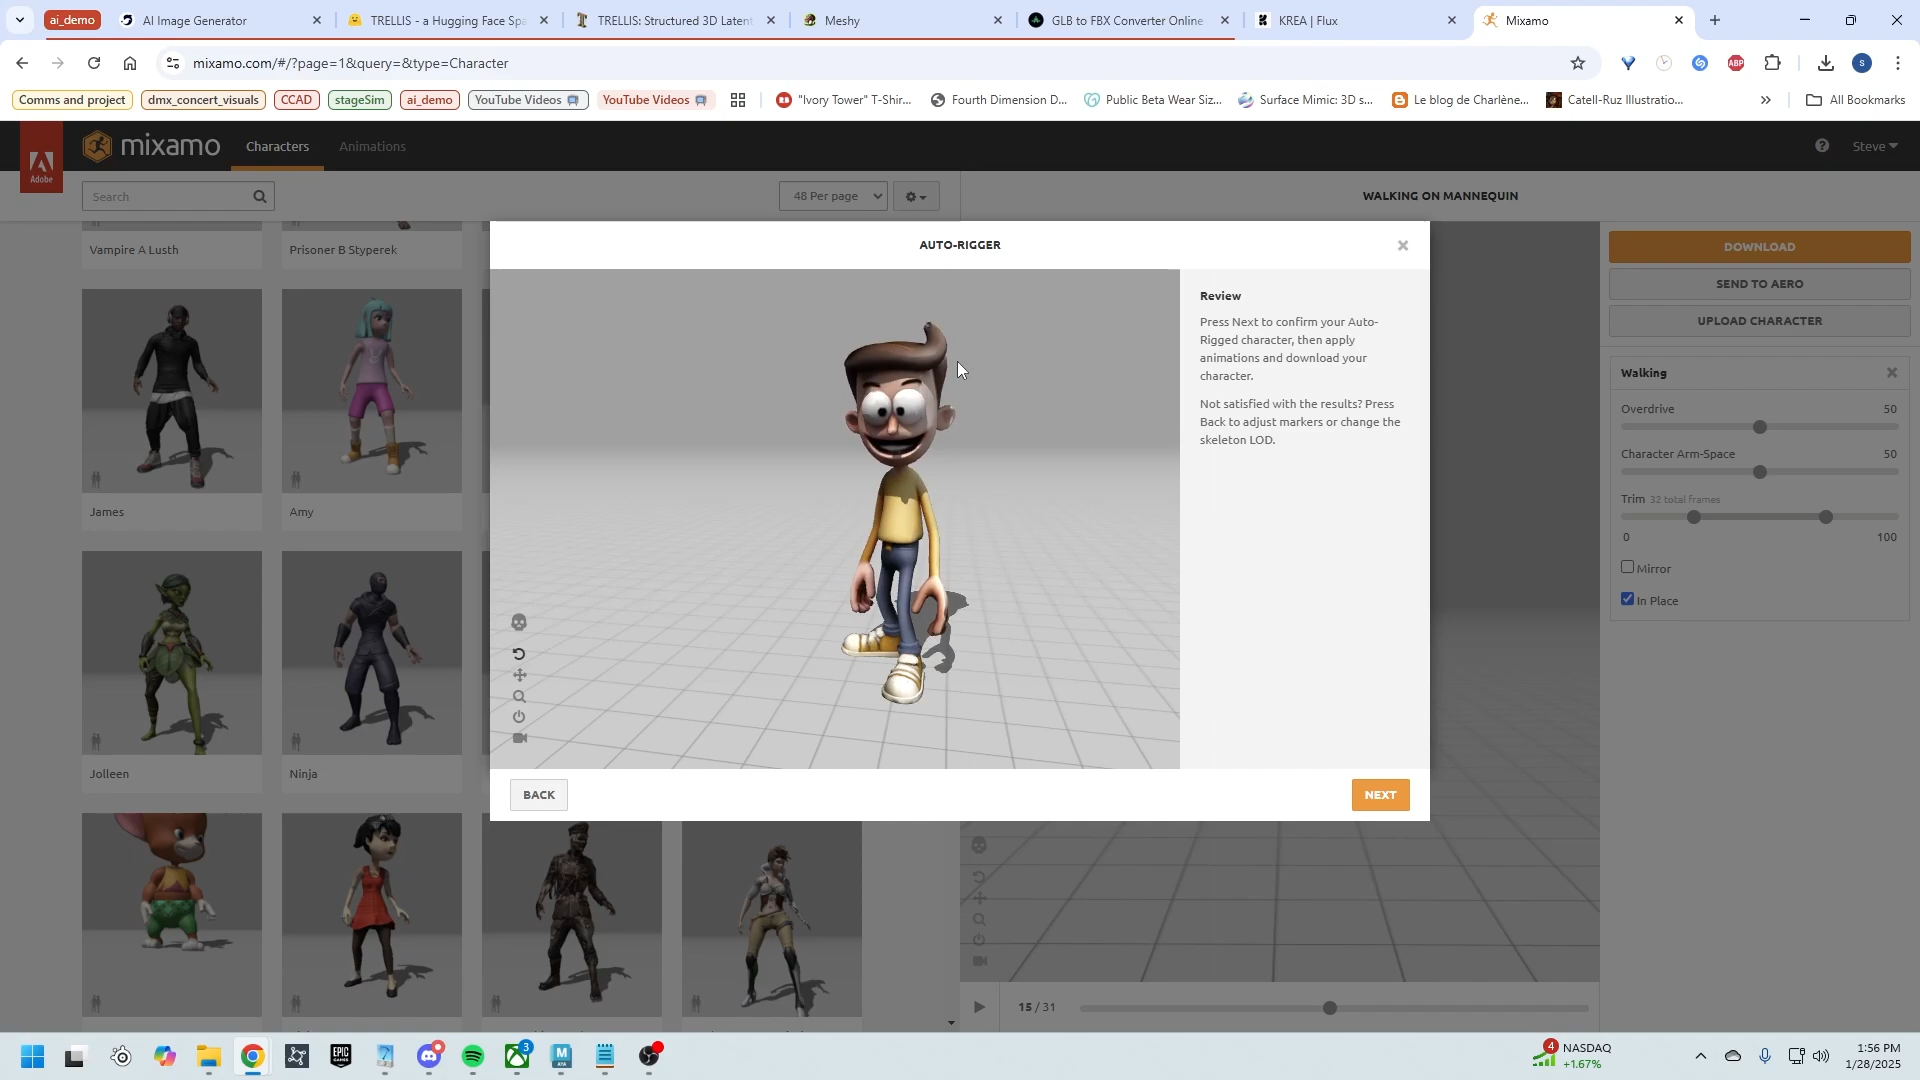 ai_demo
AI Image Generator
TRELLIS - a Hugging Face Spa
TRELLIS: Structured 3D Latent
Meshy
GLB to FBX Converter Online
KREA | Flux
Mixamo
mixamo.com/#/?page=1&query=&type=Character
ABP
S
Comms and project
dmx_concert_visuals
CCAD
stageSim
ai_demo
YouTube Videos
YouTube Videos
"Ivory Tower" T-Shir...
Fourth Dimension D...
Public Beta Wear Siz...
Surface Mimic: 3D s...
Le blog de Charlène...
Catell-Ruz Illustratio...
All Bookmarks
Adobe
mixamo
Characters
Animations
Steve
Search
48 Per page
WALKING ON MANNEQUIN
Vampire A Lusth
Prisoner B Styperek
James
Amy
Jolleen
Ninja
AUTO-RIGGER
Review
Press Next to confirm your Auto-
Rigged character, then apply
animations and download your
character.
Not satisfied with the results? Press
Back to adjust markers or change the
skeleton LOD.
BACK
NEXT
DOWNLOAD
SEND TO AERO
UPLOAD CHARACTER
Walking
Overdrive 50
Character Arm-Space 50
Trim 32 total frames
0 100
Mirror
In Place
15 / 31
EPIC GAMES
3
4
NASDAQ
+1.67%
1:56 PM
1/28/2025